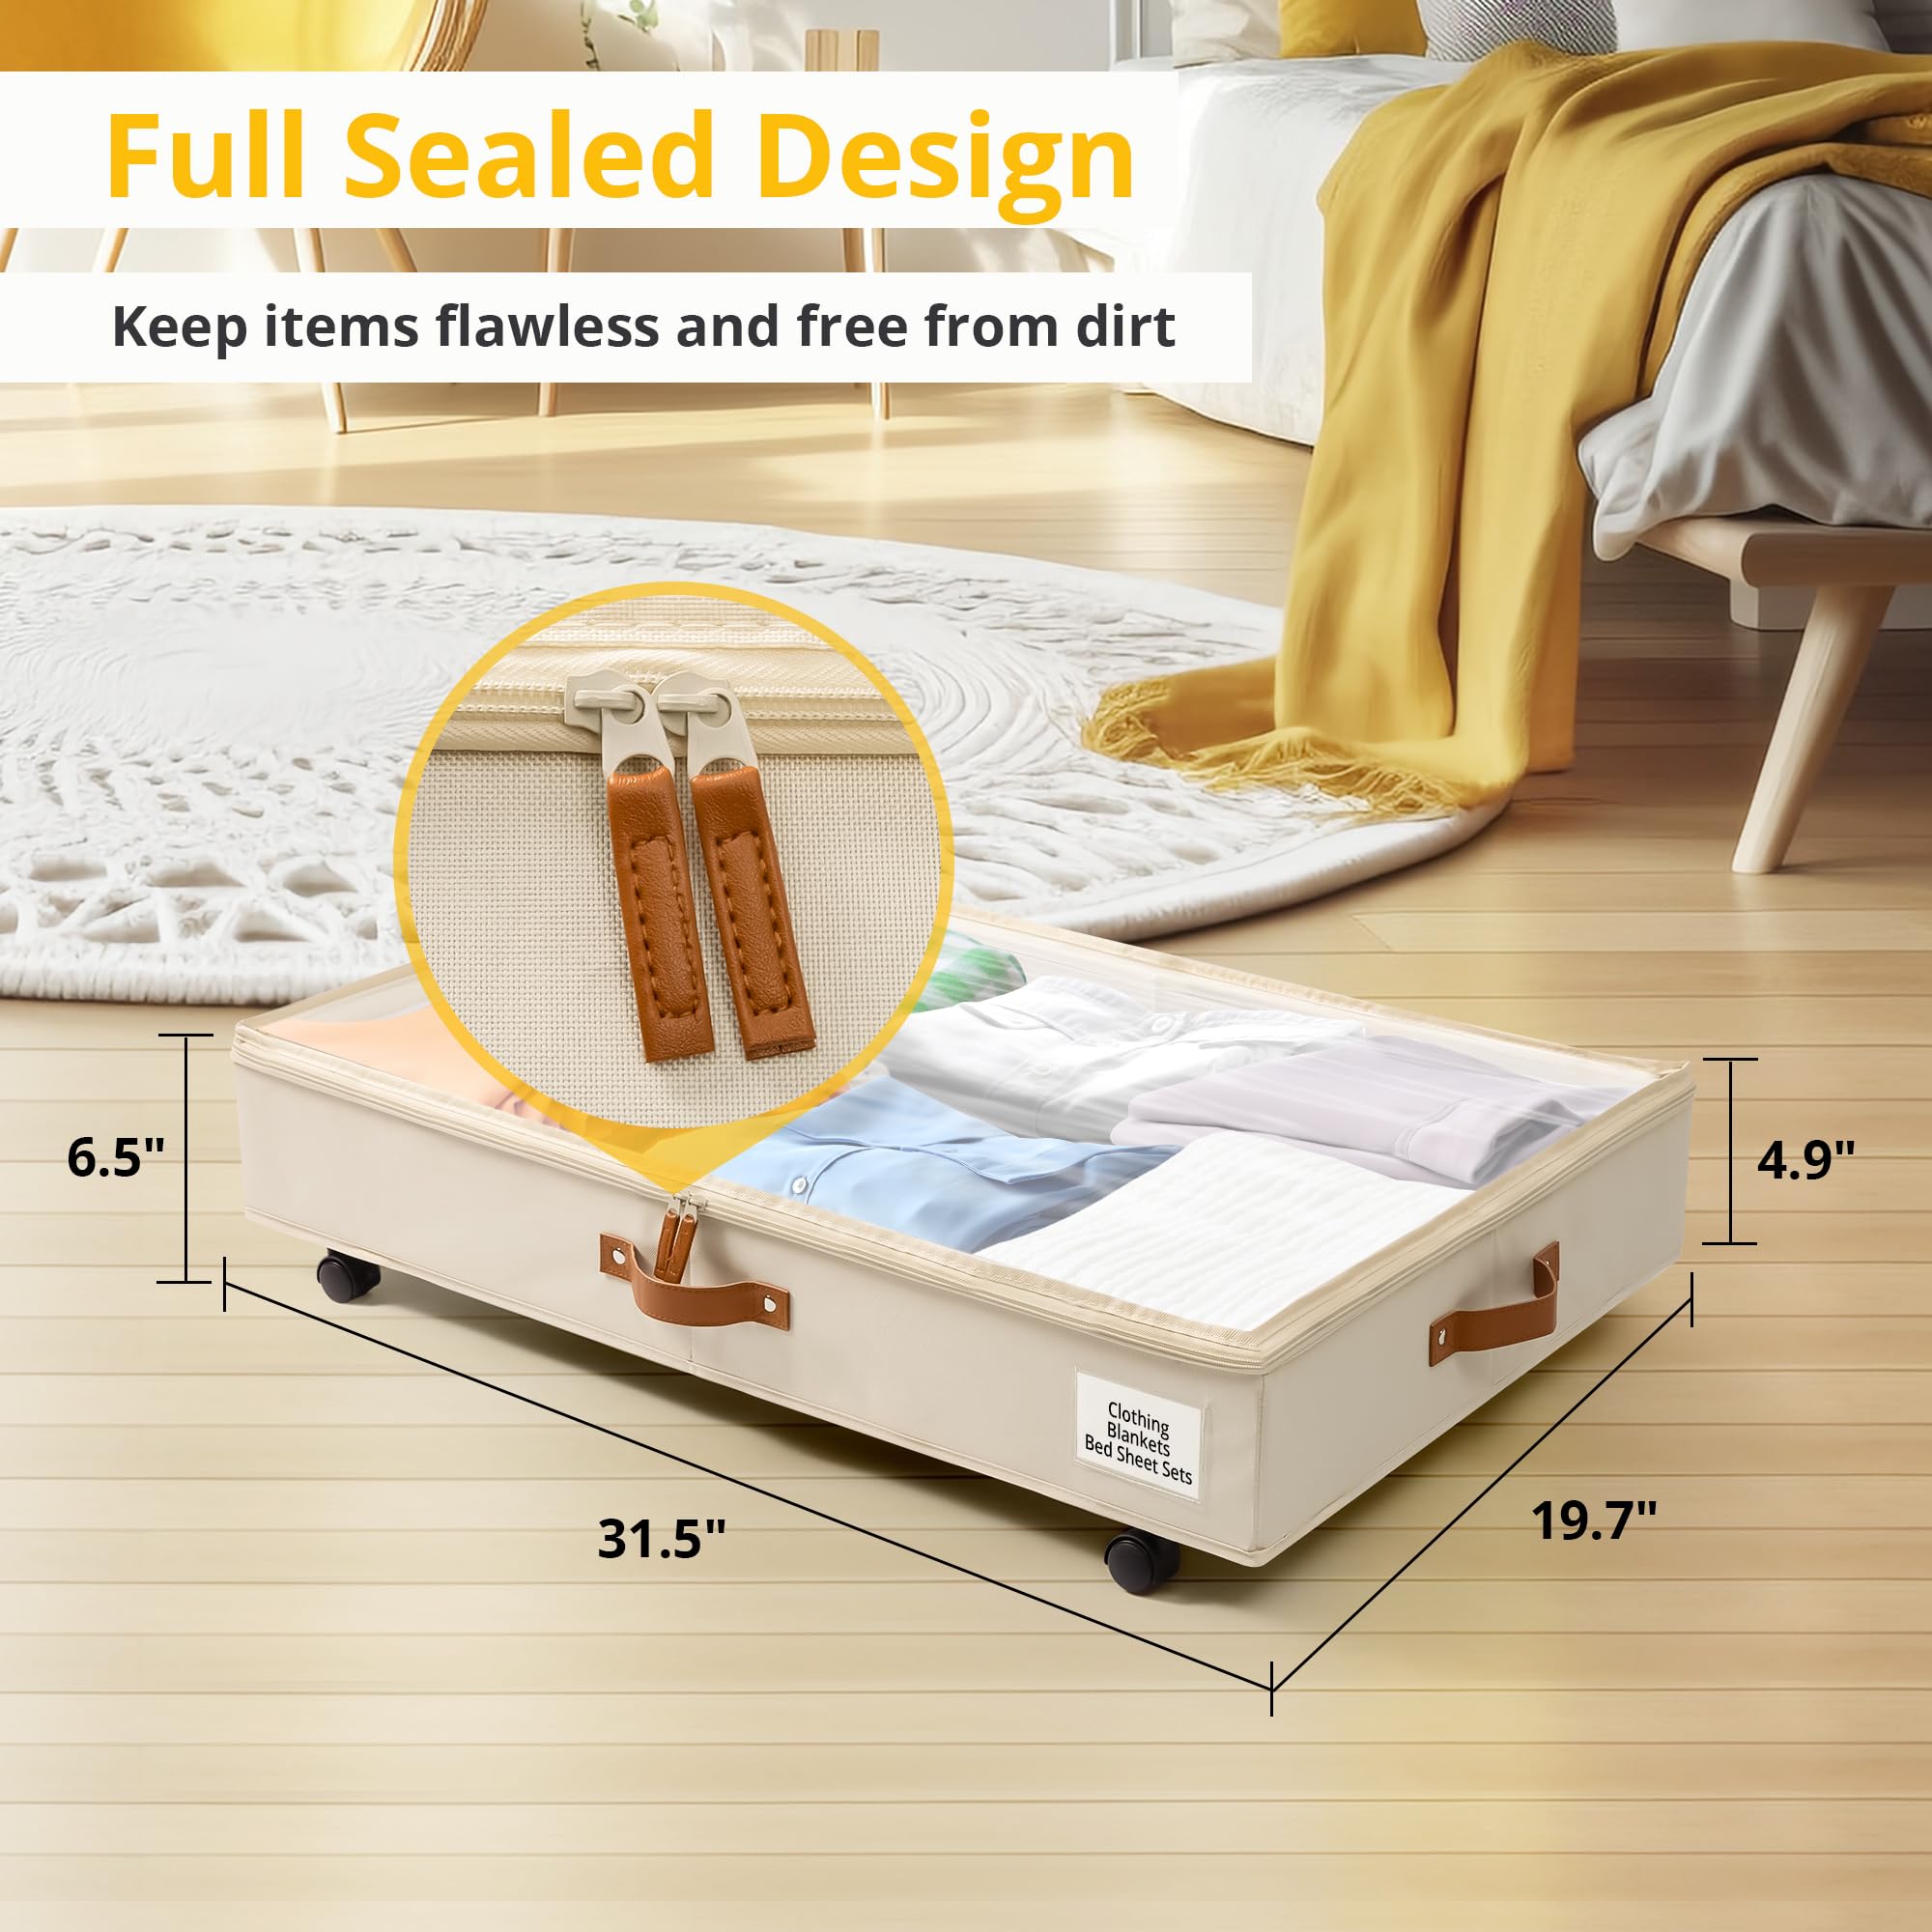 Full Sealed Design
Keep items flawless and free from dirt
6.5"
4.9"
Clothing
Blankets
Bed Sheet Sets
31.5"
19.7"